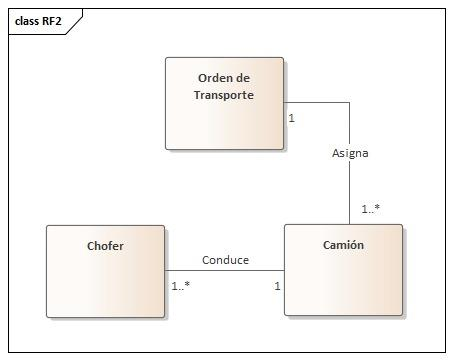 class RF2
Orden de
Transporte
1
Asigna
1..*
Chofer
Camión
Conduce
1..*
1